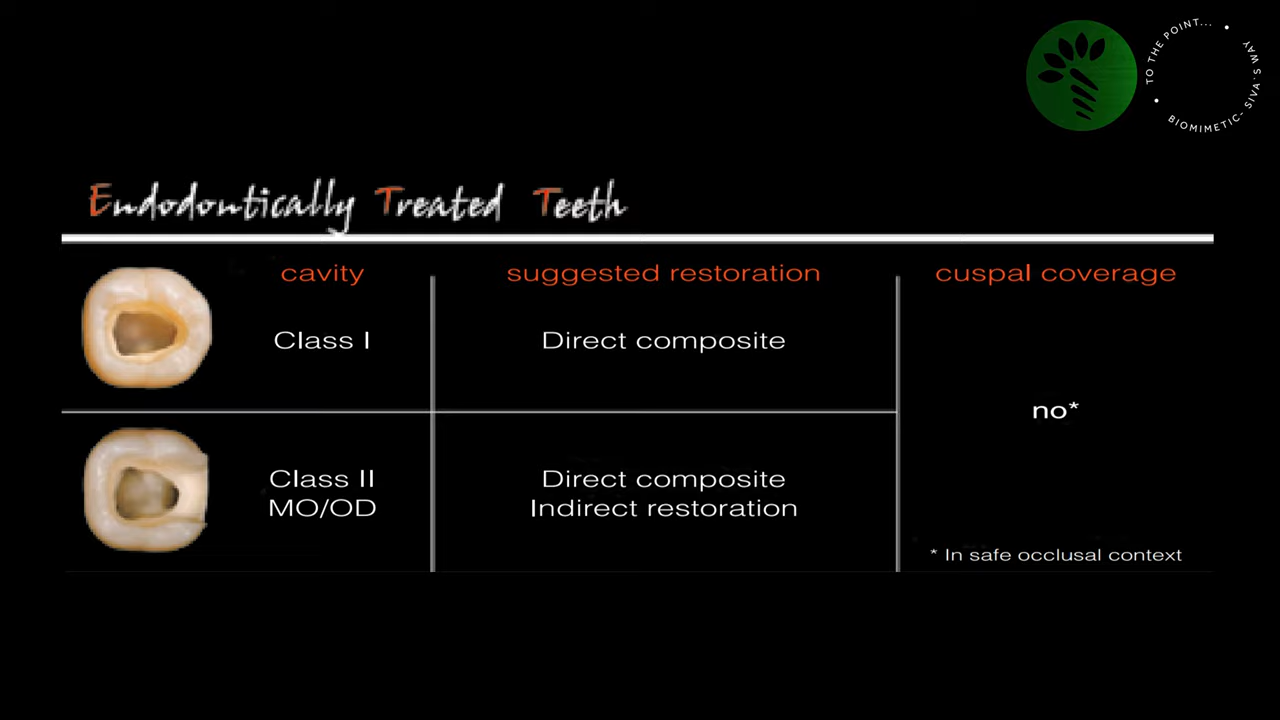 TO THE POINT...
BIOMIMETIC- SIVA`S WAY
Endodontically Treated Teeth
cavity
suggested restoration
cuspal coverage
Class I
Direct composite
no*
Class II
MO/OD
Direct composite
Indirect restoration
* In safe occlusal context